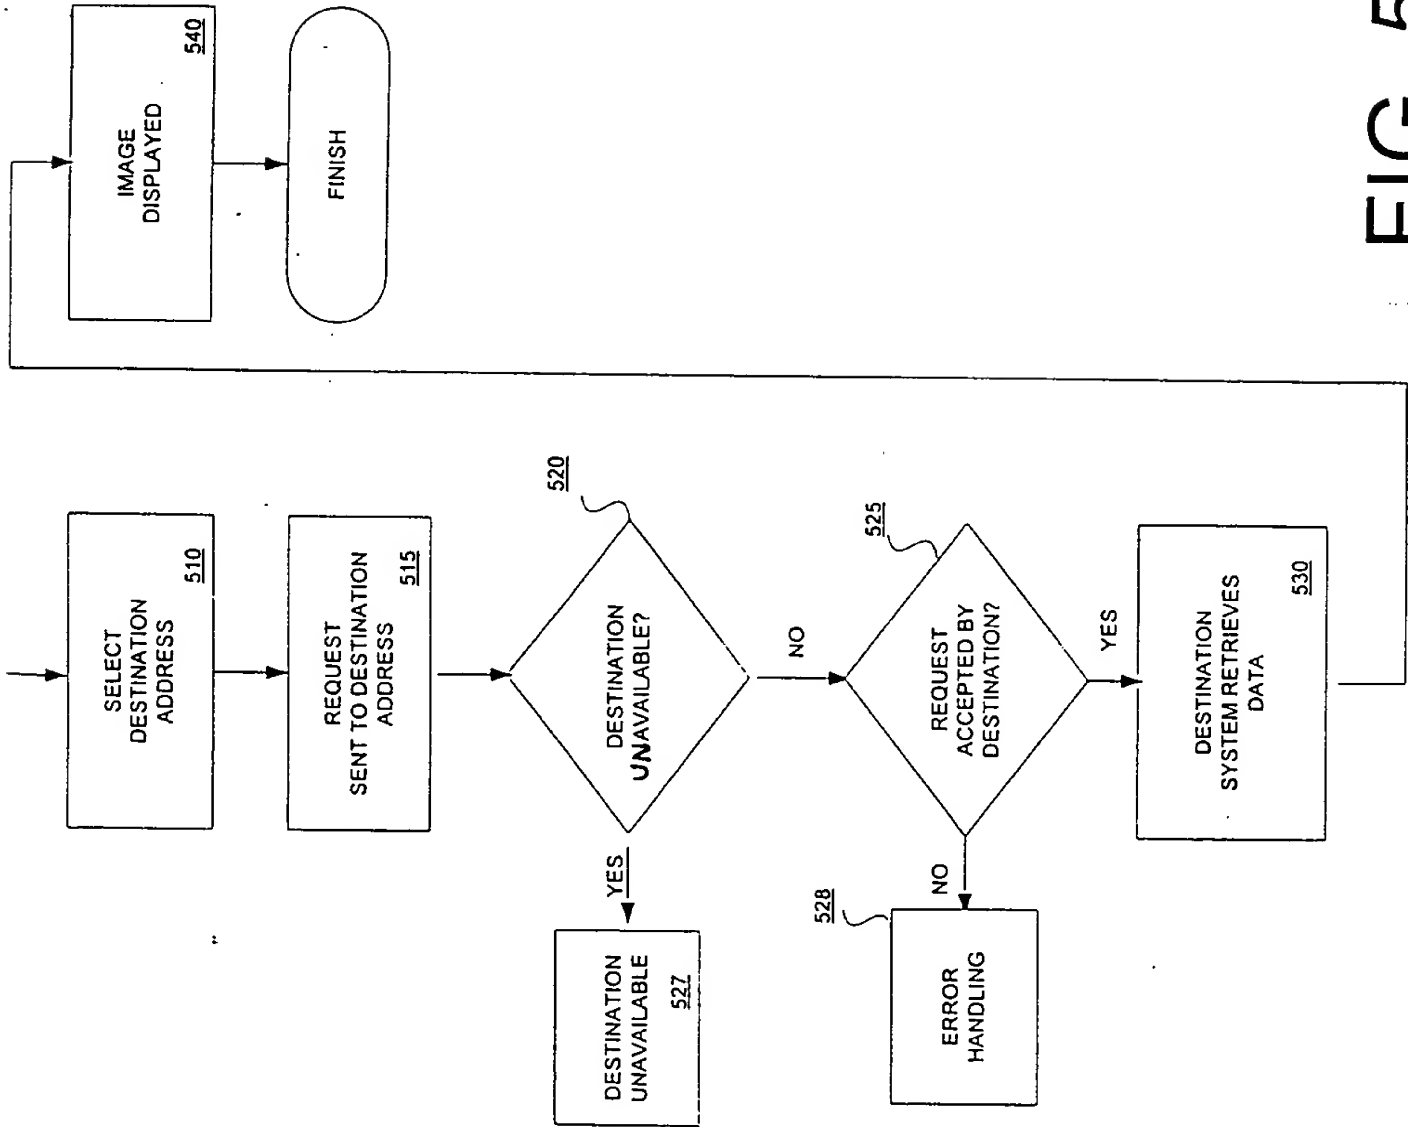 SELECT
DESTINATION
ADDRESS
510
REQUEST
SENT TO DESTINATION
ADDRESS
515
520
DESTINATION
UNAVAILABLE?
YES
DESTINATION
UNAVAILABLE
527
NO
525
REQUEST
ACCEPTED BY
DESTINATION?
NO
528
ERROR
HANDLING
YES
DESTINATION
SYSTEM RETRIEVES
DATA
530
IMAGE
DISPLAYED
540
FINISH
FIG. 5